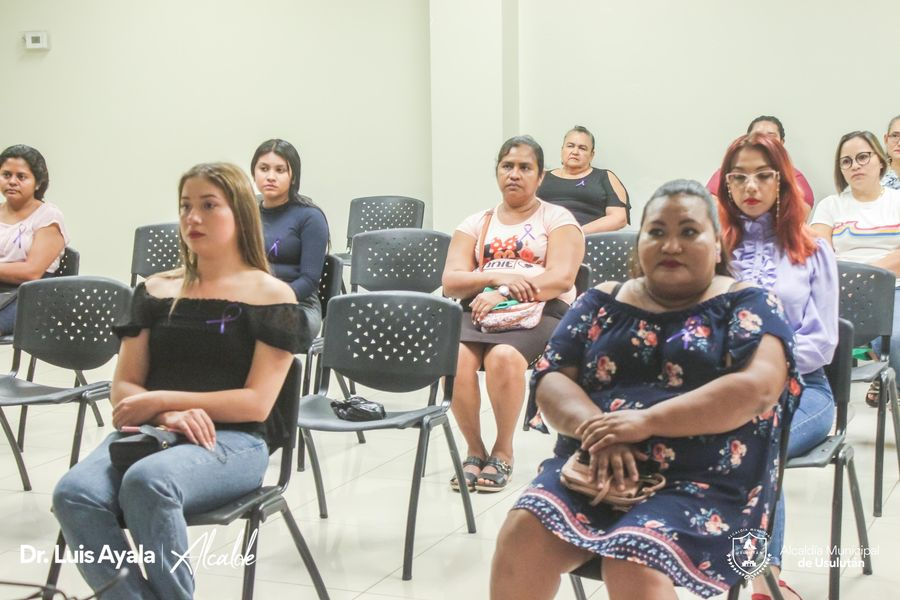 Dr. Luis Ayala | Alcalde
Alcaldía Municipal
de Usulután